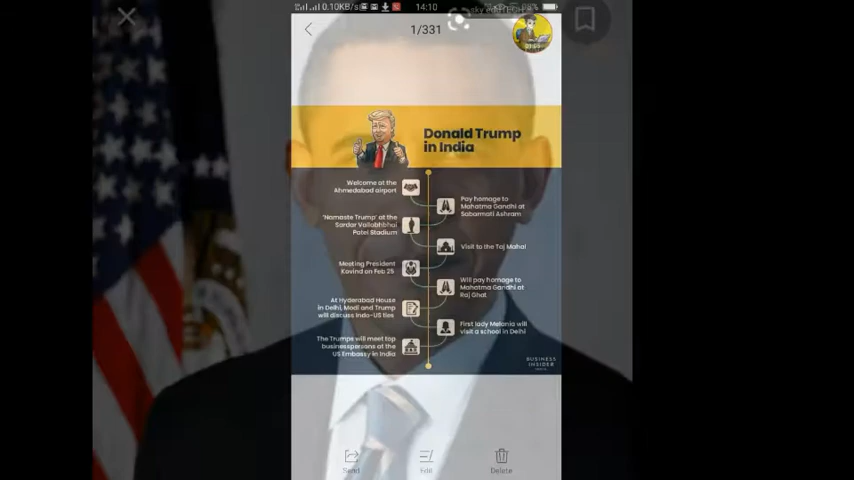 0.10KB/s
14:10
1/331
Donald Trump
in India
Welcome at the
Ahmedabad airport
Pay homage to
Mahatma Gandhi at
Sabarmati Ashram
'Namaste Trump' at the
Sardar Vallabhbhai
Patel Stadium
Visit to the Taj Mahal
Meeting President
Kovind on Feb 25
Will pay homage to
Mahatma Gandhi at
Raj Ghat
At Hyderabad House
in Delhi, Modi and Trump
will discuss Indo-US ties
First lady Melania will
visit a school in Delhi
The Trumps will meet top
businesspersons at the
US Embassy in India
BUSINESS
INSIDER
Send
Edit
Delete